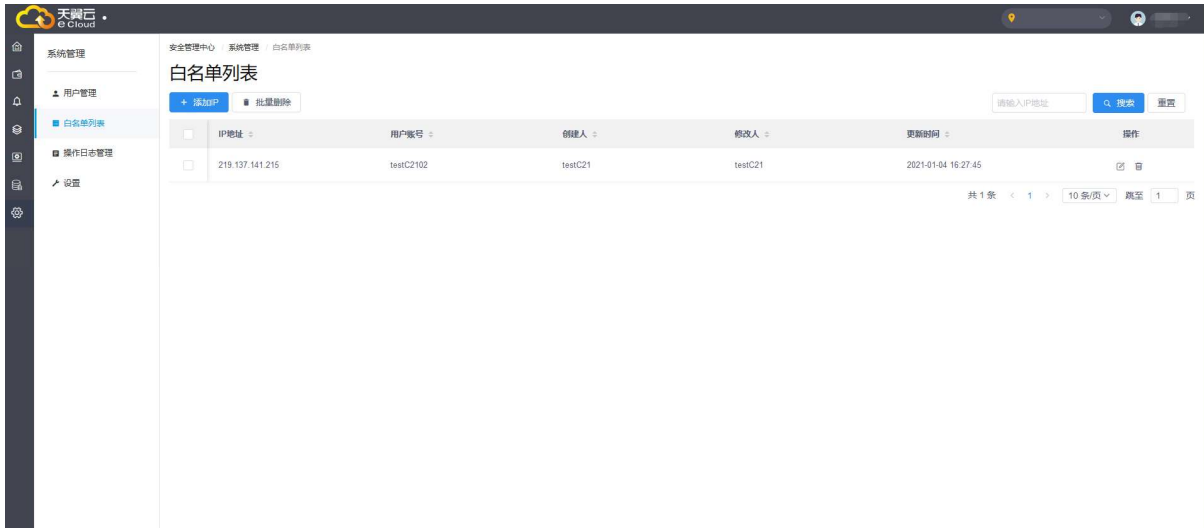 天翼云
e Cloud
系统管理
用户管理
白名单列表
操作日志管理
设置
安全管理中心 / 系统管理 / 白名单列表
白名单列表
+ 添加IP 批量删除 请输入IP地址 搜索 重置
IP地址 用户账号 创建人 修改人 更新时间 操作
219.137.141.215 testC2102 testC21 testC21 2021-01-04 16:27:45
共 1 条 < 1 > 10 条/页 跳至 1 页